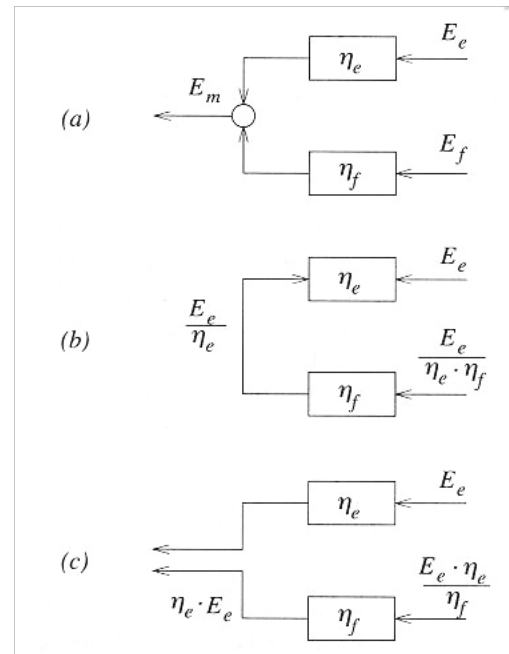 E_e
η_e
E_m
(a)
E_f
η_f
E_e
η_e
E_e / η_e
(b)
E_e / η_e · η_f
η_f
E_e
η_e
(c)
E_e · η_e / η_f
η_e · E_e
η_f